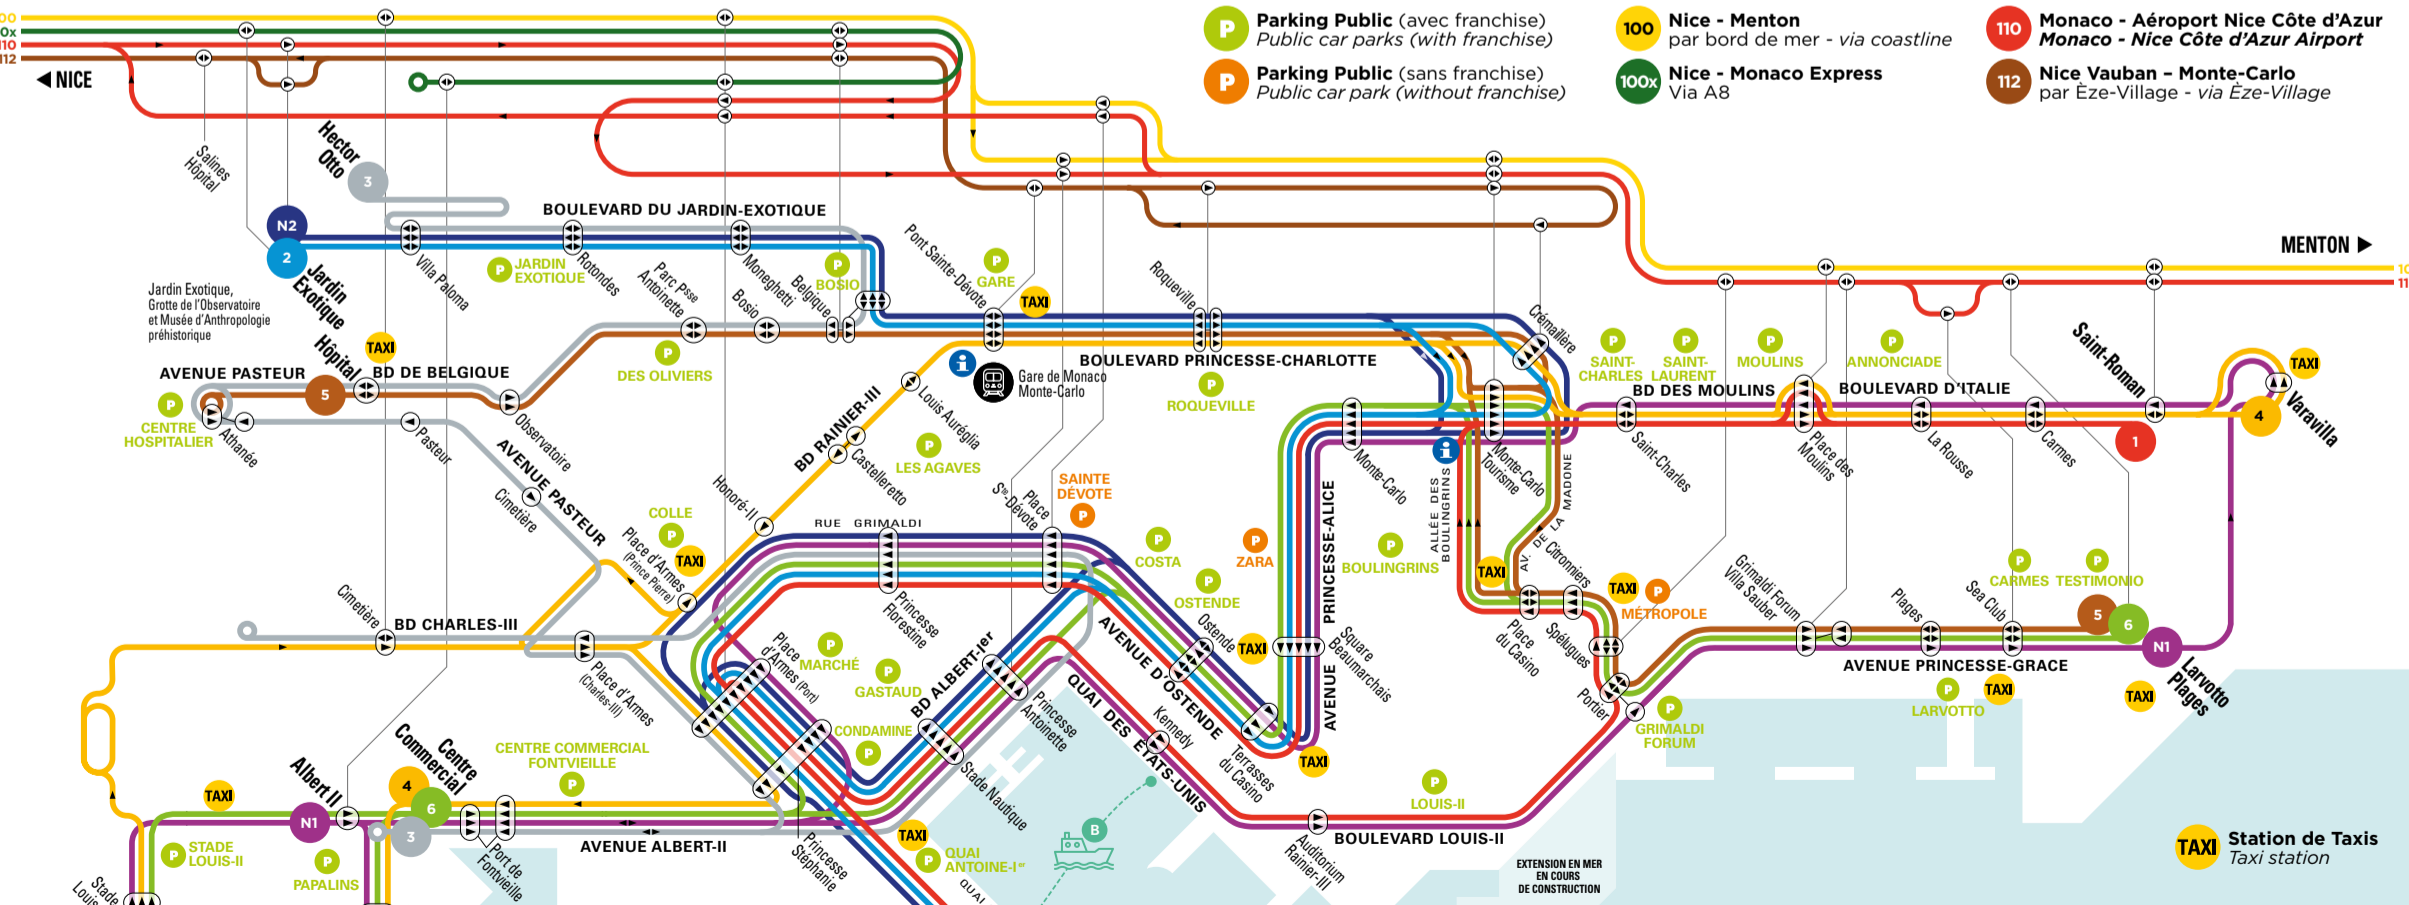 00
0x
110
112
NICE
P
Parking Public (avec franchise)
Public car parks (with franchise)
P
Parking Public (sans franchise)
Public car park (without franchise)
100
Nice - Menton
par bord de mer - via coastline
100x
Nice - Monaco Express
Via A8
110
Monaco - Aéroport Nice Côte d'Azur
Monaco - Nice Côte d'Azur Airport
112
Nice Vauban – Monte-Carlo
par Èze-Village - via Èze-Village
MENTON
10
11
Salines
Hôpital
Hector
Otto
3
N2
2
Jardin
Exotique
BOULEVARD DU JARDIN-EXOTIQUE
Villa Paloma
P
JARDIN
EXOTIQUE
Rotondes
Parc Psse
Antoinette
Moneghetti
Bosio
Belgique
P
BOSIO
Jardin Exotique,
Grotte de l'Observatoire
et Musée d'Anthropologie
préhistorique
Hôpital
TAXI
AVENUE PASTEUR
5
BD DE BELGIQUE
P
CENTRE
HOSPITALIER
Athanée
Pasteur
Observatoire
P
DES OLIVIERS
AVENUE PASTEUR
Cimetière
Pont Sainte-Dévote
P
GARE
TAXI
Roqueville
Crémaillère
BOULEVARD PRINCESSE-CHARLOTTE
i
Gare de Monaco
Monte-Carlo
P
ROQUEVILLE
BD RAINIER-III
Louis Auréglia
Castelleretto
Honoré-II
P
LES AGAVES
COLLE
P
TAXI
Place d'Armes
(Prince Pierre)
RUE GRIMALDI
Place
Ste-Dévote
SAINTE
DÉVOTE
P
Princesse
Florestine
P
COSTA
P
OSTENDE
P
ZARA
Ostende
TAXI
AVENUE D'OSTENDE
Terrasses
du Casino
TAXI
AVENUE PRINCESSE-ALICE
Square
Beaumarchais
Monte-Carlo
P
BOULINGRINS
i
ALLÉE DES
BOULINGRINS
Monte-Carlo
Tourisme
AV. DE LA MADONE
Citronniers
TAXI
Place
du Casino
Spélugues
TAXI
P
MÉTROPOLE
Portier
P
GRIMALDI
FORUM
P
SAINT-
CHARLES
P
SAINT-
LAURENT
P
MOULINS
P
ANNONCIADE
BD DES MOULINS
BOULEVARD D'ITALIE
Saint-Charles
Place des
Moulins
La Rousse
Carmes
Saint-Roman
1
TAXI
4
Varavilla
Grimaldi Forum
Villa Sauber
Plages
Sea Club
P
CARMES
P
TESTIMONIO
5
6
N1
Larvotto
Plages
AVENUE PRINCESSE-GRACE
P
LARVOTTO
TAXI
TAXI
Cimetière
BD CHARLES-III
Place d'Armes
(Charles-III)
Place
d'Armes (Port)
P
MARCHÉ
P
GASTAUD
CONDAMINE
P
BD ALBERT-Ier
Princesse
Antoinette
Stade Nautique
QUAI DES ÉTATS-UNIS
Kennedy
Auditorium
Rainier-III
BOULEVARD LOUIS-II
P
LOUIS-II
EXTENSION EN MER
EN COURS
DE CONSTRUCTION
B
Albert II
N1
TAXI
P
STADE
LOUIS-II
Stade
Louis
P
PAPALINS
Centre
Commercial
4
6
3
CENTRE COMMERCIAL
FONTVIEILLE
P
Port de
Fontvieille
AVENUE ALBERT-II
Princesse
Stéphanie
TAXI
P
QUAI
ANTOINE-Ier
QUAI
TAXI
Station de Taxis
Taxi station